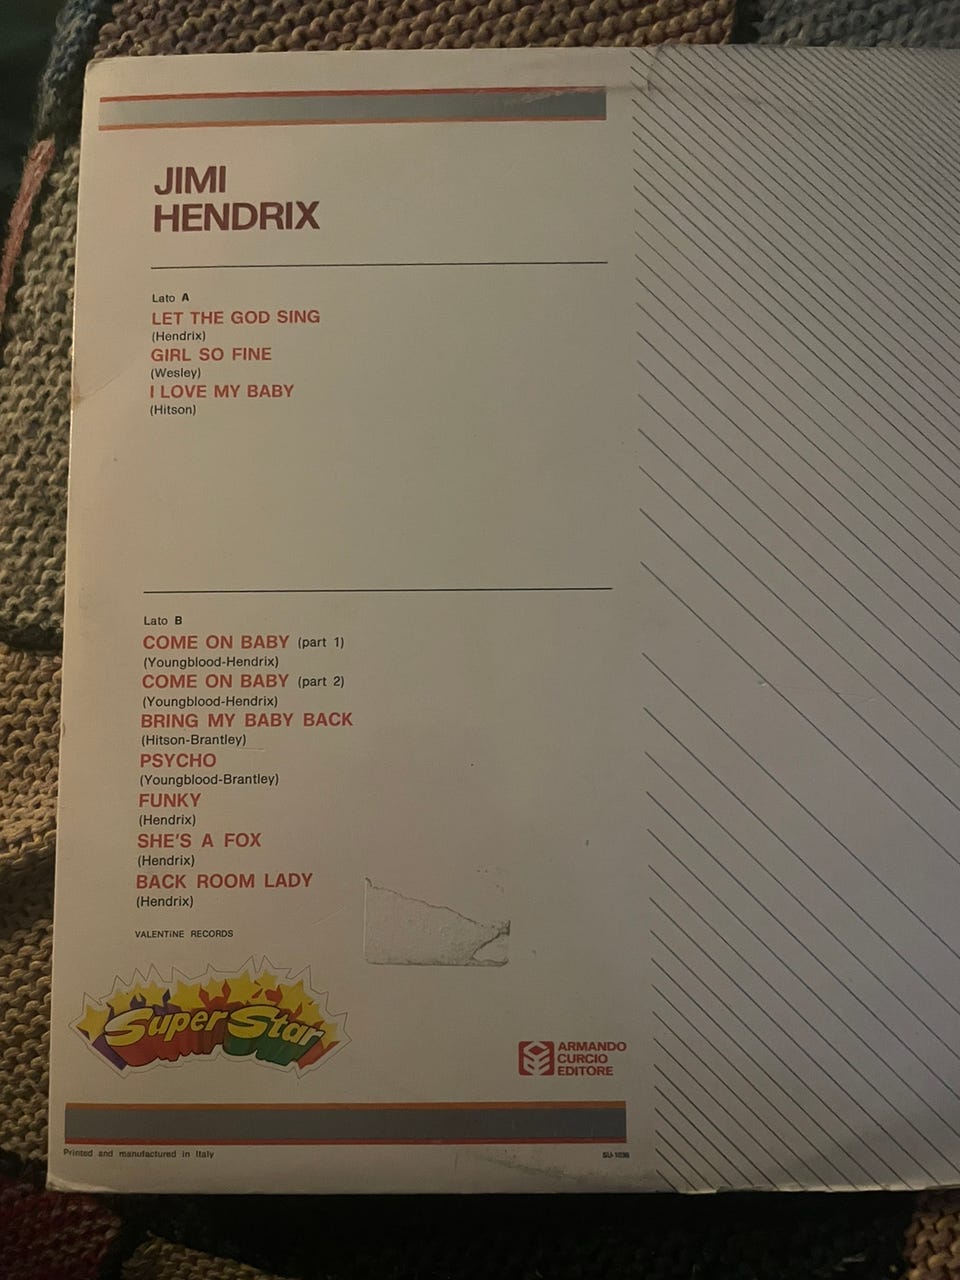 JIMI
HENDRIX
Lato A
LET THE GOD SING
(Hendrix)
GIRL SO FINE
(Wesley)
I LOVE MY BABY
(Hitson)
Lato B
COME ON BABY (part 1)
(Youngblood-Hendrix)
COME ON BABY (part 2)
(Youngblood-Hendrix)
BRING MY BABY BACK
(Hitson-Brantley)
PSYCHO
(Youngblood-Brantley)
FUNKY
(Hendrix)
SHE'S A FOX
(Hendrix)
BACK ROOM LADY
(Hendrix)
VALENTiNE RECORDS
Super Star
ARMANDO
CURCIO
EDITORE
Printed and manufactured in Italy